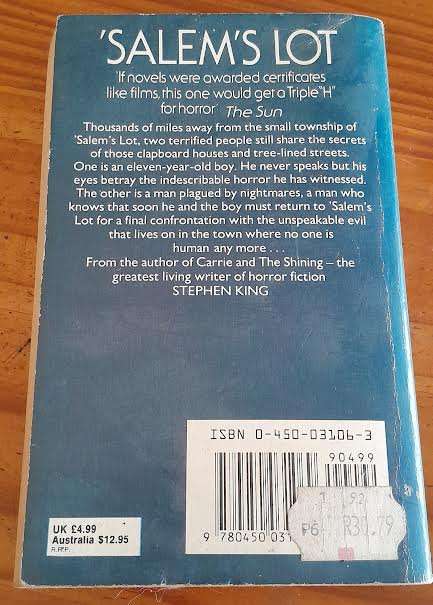 'SALEM'S LOT
'If novels were awarded certificates
like films, this one would get a Triple "H"
for horror' The Sun
Thousands of miles away from the small township of
'Salem's Lot, two terrified people still share the secrets
of those clapboard houses and tree-lined streets.
One is an eleven-year-old boy. He never speaks but his
eyes betray the indescribable horror he has witnessed.
The other is a man plagued by nightmares, a man who
knows that soon he and the boy must return to 'Salem's
Lot for a final confrontation with the unspeakable evil
that lives on in the town where no one is
human any more . . .
From the author of Carrie and The Shining – the
greatest living writer of horror fiction
STEPHEN KING
ISBN 0-450-03106-3
90499
92
9 780450 031
UK £4.99
Australia $12.95
R.R.P.